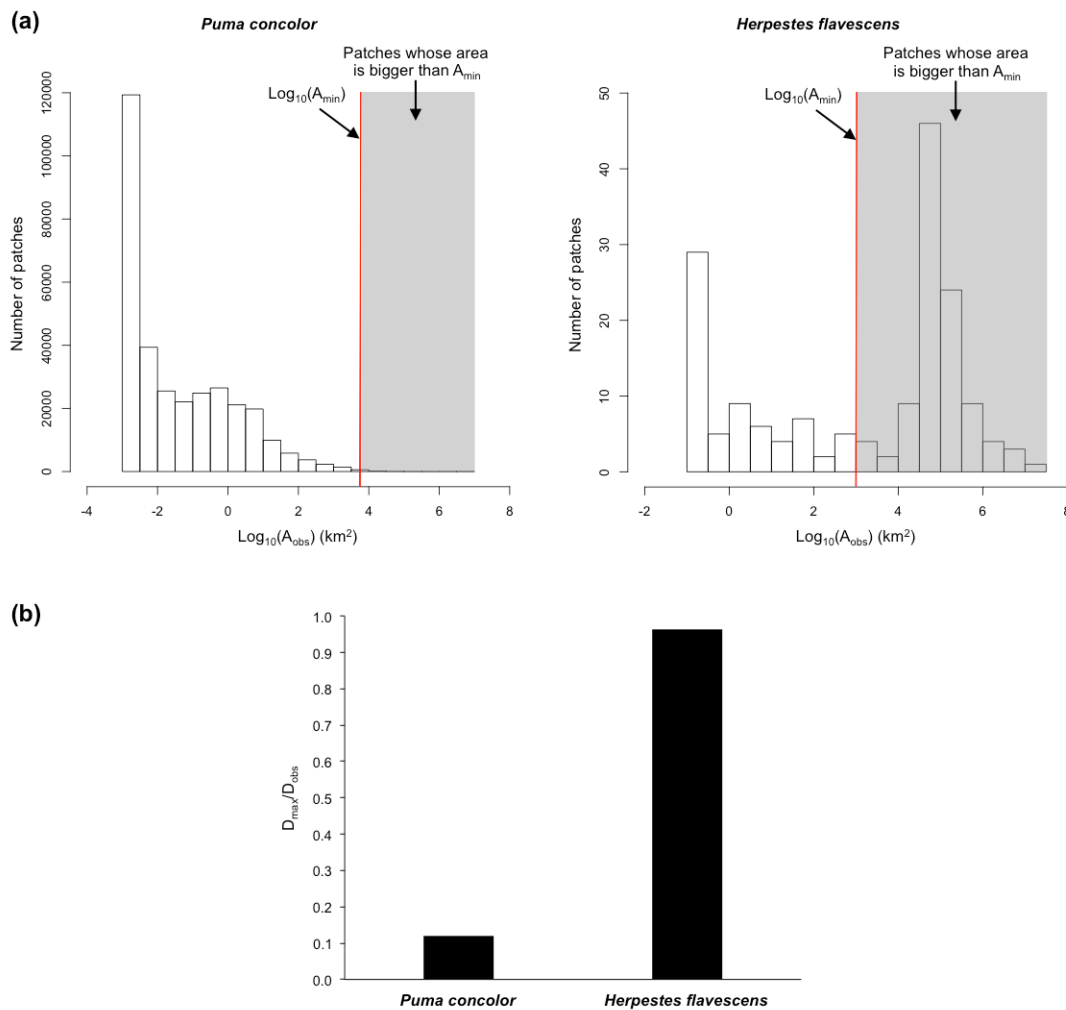 (a)
Puma concolor
Herpestes flavescens
Patches whose area
is bigger than Aₘᵢₙ
Log₁₀(Aₘᵢₙ)
Patches whose area
is bigger than Aₘᵢₙ
Log₁₀(Aₘᵢₙ)
Number of patches
120000
100000
80000
60000
40000
20000
0
-4
-2
0
2
4
6
8
Log₁₀(Aobs) (km²)
Number of patches
50
40
30
20
10
0
-2
0
2
4
6
8
Log₁₀(Aobs) (km²)
(b)
Dmax/Dobs
1.0
0.9
0.8
0.7
0.6
0.5
0.4
0.3
0.2
0.1
0.0
Puma concolor
Herpestes flavescens